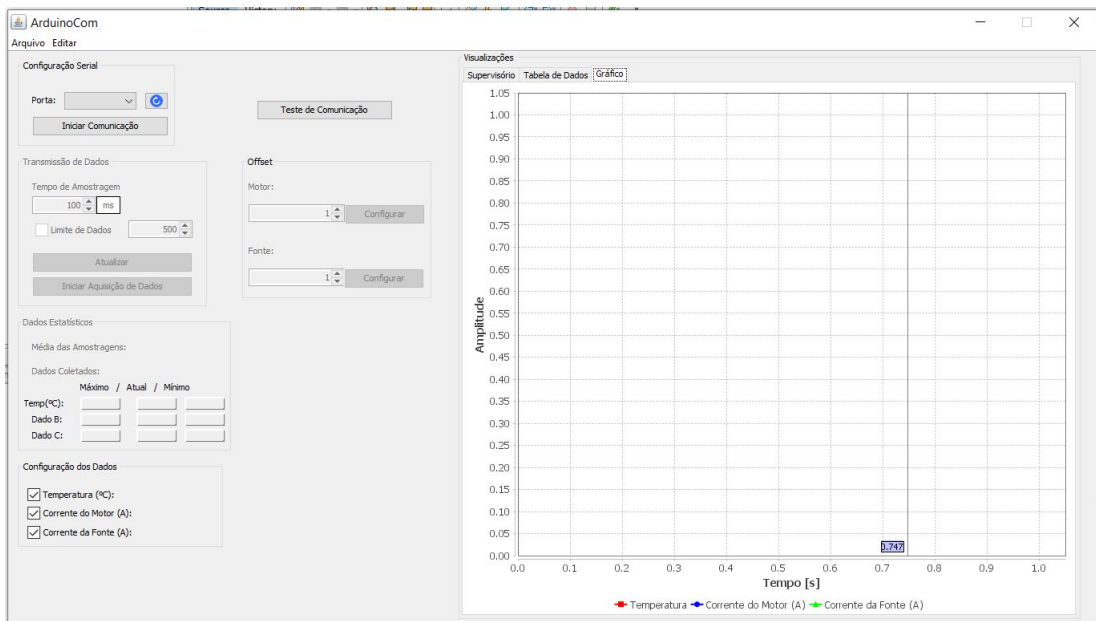 ArduinoCom
Arquivo Editar
Configuração Serial
Porta:
Iniciar Comunicação
Teste de Comunicação
Transmissão de Dados
Tempo de Amostragem
100 ms
Limite de Dados 500
Atualizar
Iniciar Aquisição de Dados
Offset
Motor:
1 Configurar
Fonte:
1 Configurar
Dados Estatísticos
Média das Amostragens:
Dados Coletados:
Máximo / Atual / Mínimo
Temp(ºC):
Dado B:
Dado C:
Configuração dos Dados
Temperatura (ºC):
Corrente do Motor (A):
Corrente da Fonte (A):
Visualizações
Supervisório Tabela de Dados Gráfico
1.05
1.00
0.95
0.90
0.85
0.80
0.75
0.70
0.65
0.60
0.55
0.50
0.45
0.40
0.35
0.30
0.25
0.20
0.15
0.10
0.05
0.00
Amplitude
0.747
0.0 0.1 0.2 0.3 0.4 0.5 0.6 0.7 0.8 0.9 1.0
Tempo [s]
Temperatura Corrente do Motor (A) Corrente da Fonte (A)